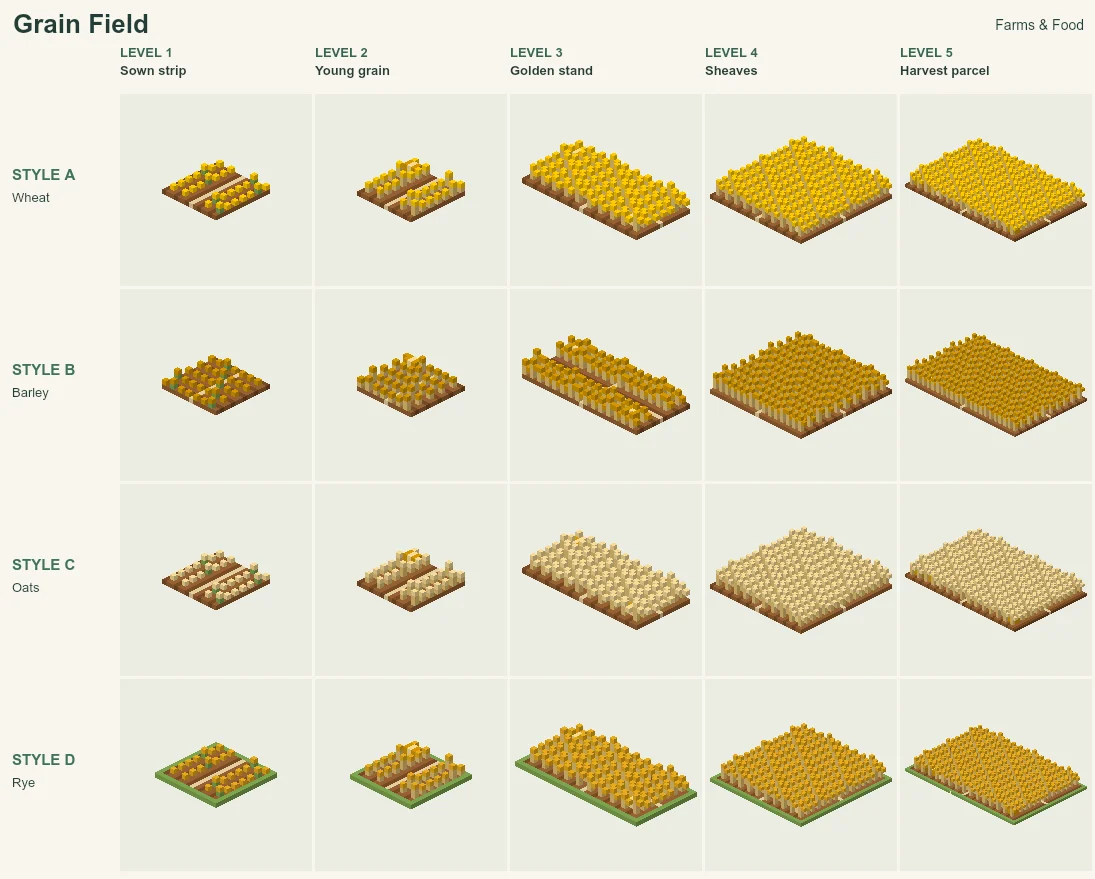 Grain Field
Farms & Food
LEVEL 1
Sown strip
LEVEL 2
Young grain
LEVEL 3
Golden stand
LEVEL 4
Sheaves
LEVEL 5
Harvest parcel
STYLE A
Wheat
STYLE B
Barley
STYLE C
Oats
STYLE D
Rye